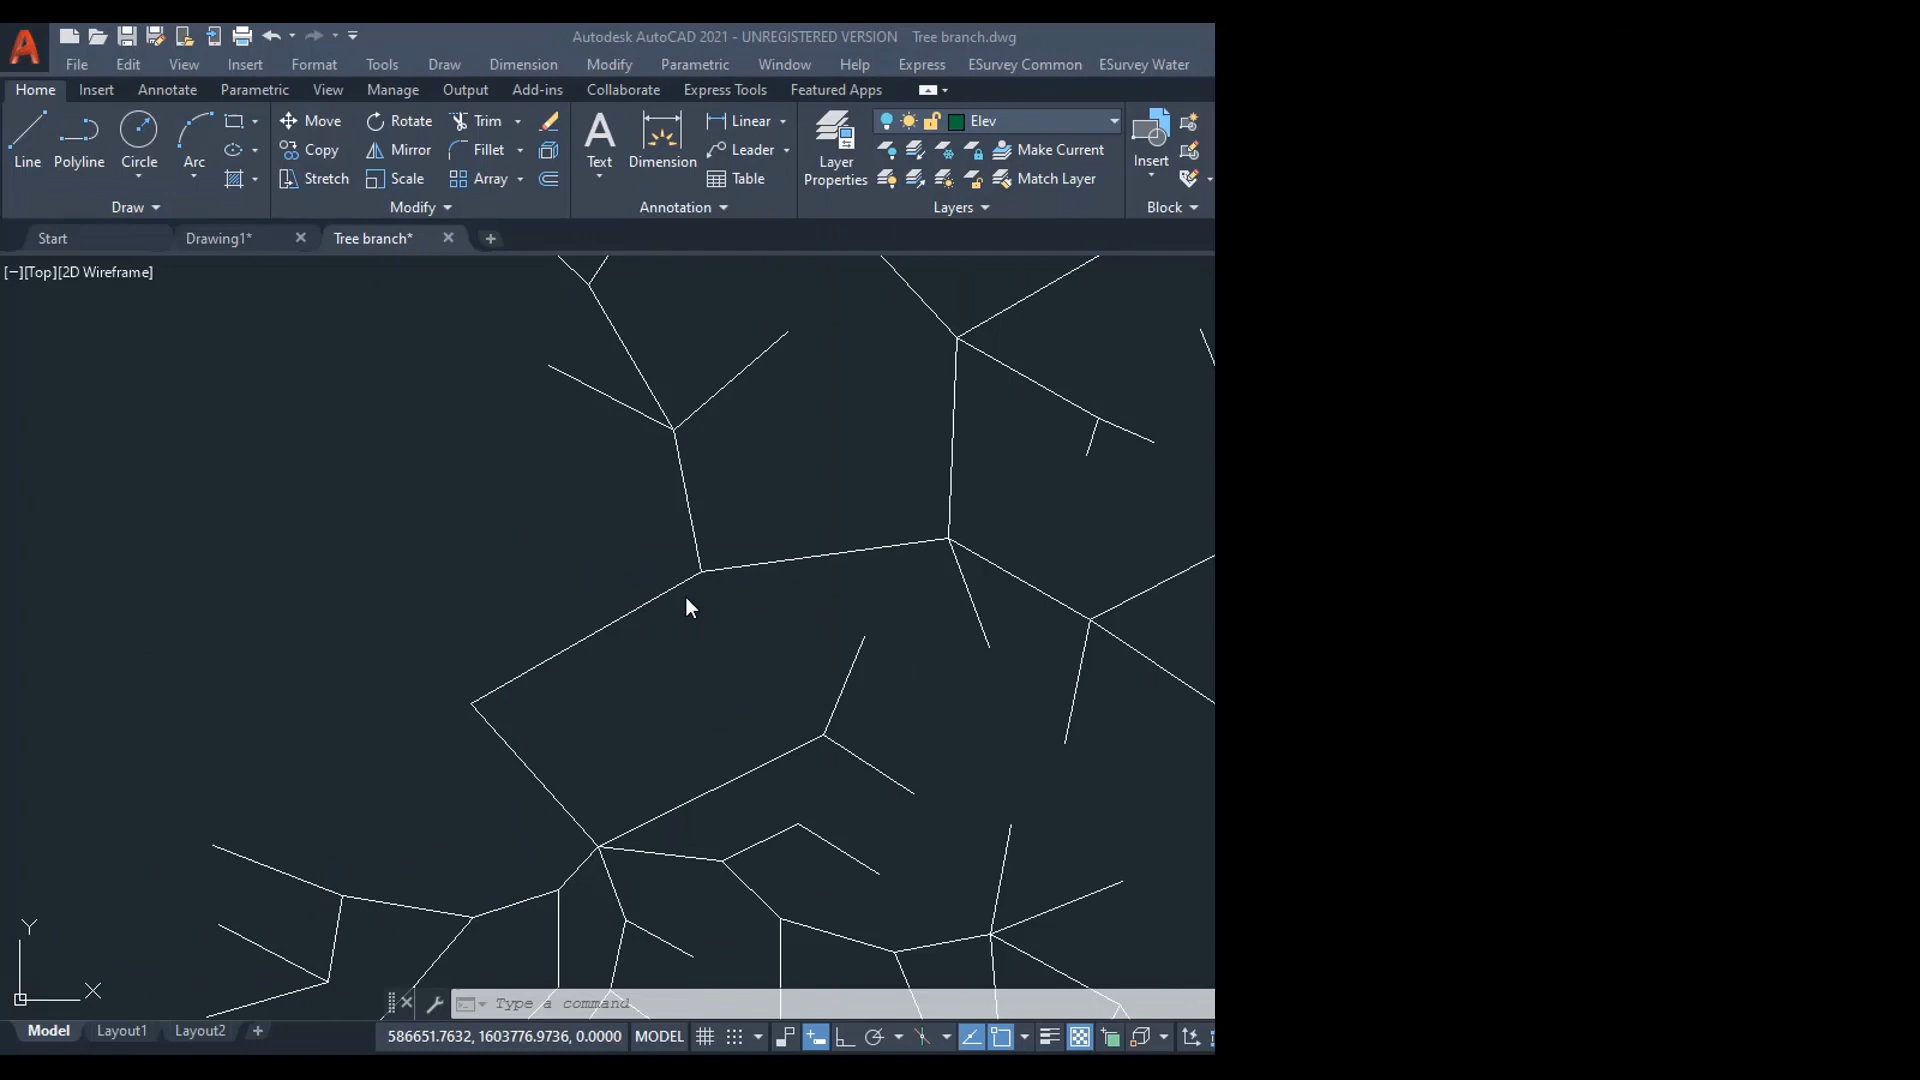 A
Autodesk AutoCAD 2021 - UNREGISTERED VERSION Tree branch.dwg
File Edit View Insert Format Tools Draw Dimension Modify Parametric Window Help Express ESurvey Common ESurvey Water
Home Insert Annotate Parametric View Manage Output Add-ins Collaborate Express Tools Featured Apps
Line Polyline Circle Arc
Move Rotate Trim
Copy Mirror Fillet
Stretch Scale Array
Text Dimension
Linear
Leader
Table
Layer Properties
Elev
Make Current
Match Layer
Insert
Draw Modify Annotation Layers Block
Start Drawing1* Tree branch*
[−][Top][2D Wireframe]
Y
X
Type a command
Model Layout1 Layout2
586651.7632, 1603776.9736, 0.0000 MODEL